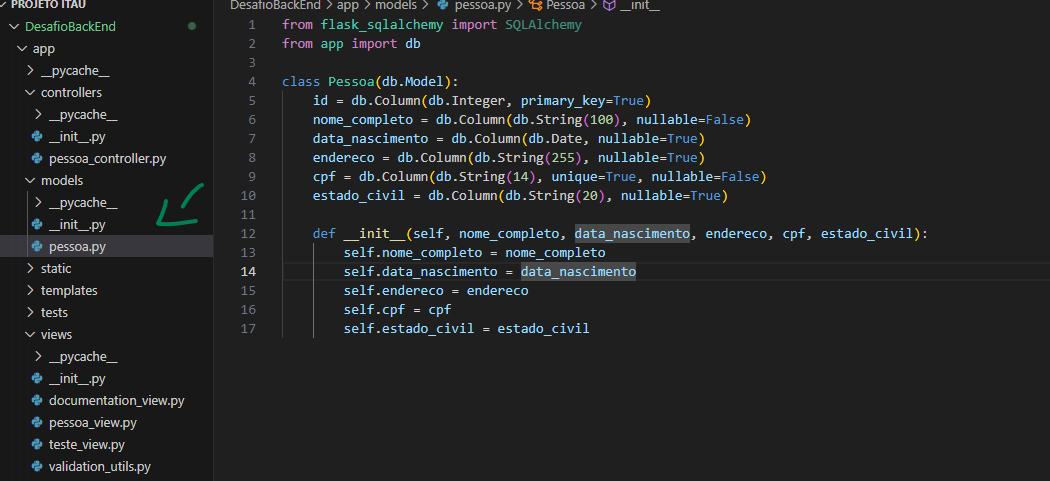 PROJETO ITAU
DesafioBackEnd
app
__pycache__
controllers
__pycache__
__init__.py
pessoa_controller.py
models
__pycache__
__init__.py
pessoa.py
static
templates
tests
views
__pycache__
__init__.py
documentation_view.py
pessoa_view.py
teste_view.py
validation_utils.py
DesafioBackEnd > app > models > pessoa.py > Pessoa > __init__
1 from flask_sqlalchemy import SQLAlchemy
2 from app import db
3
4 class Pessoa(db.Model):
5 id = db.Column(db.Integer, primary_key=True)
6 nome_completo = db.Column(db.String(100), nullable=False)
7 data_nascimento = db.Column(db.Date, nullable=True)
8 endereco = db.Column(db.String(255), nullable=True)
9 cpf = db.Column(db.String(14), unique=True, nullable=False)
10 estado_civil = db.Column(db.String(20), nullable=True)
11
12 def __init__(self, nome_completo, data_nascimento, endereco, cpf, estado_civil):
13 self.nome_completo = nome_completo
14 self.data_nascimento = data_nascimento
15 self.endereco = endereco
16 self.cpf = cpf
17 self.estado_civil = estado_civil